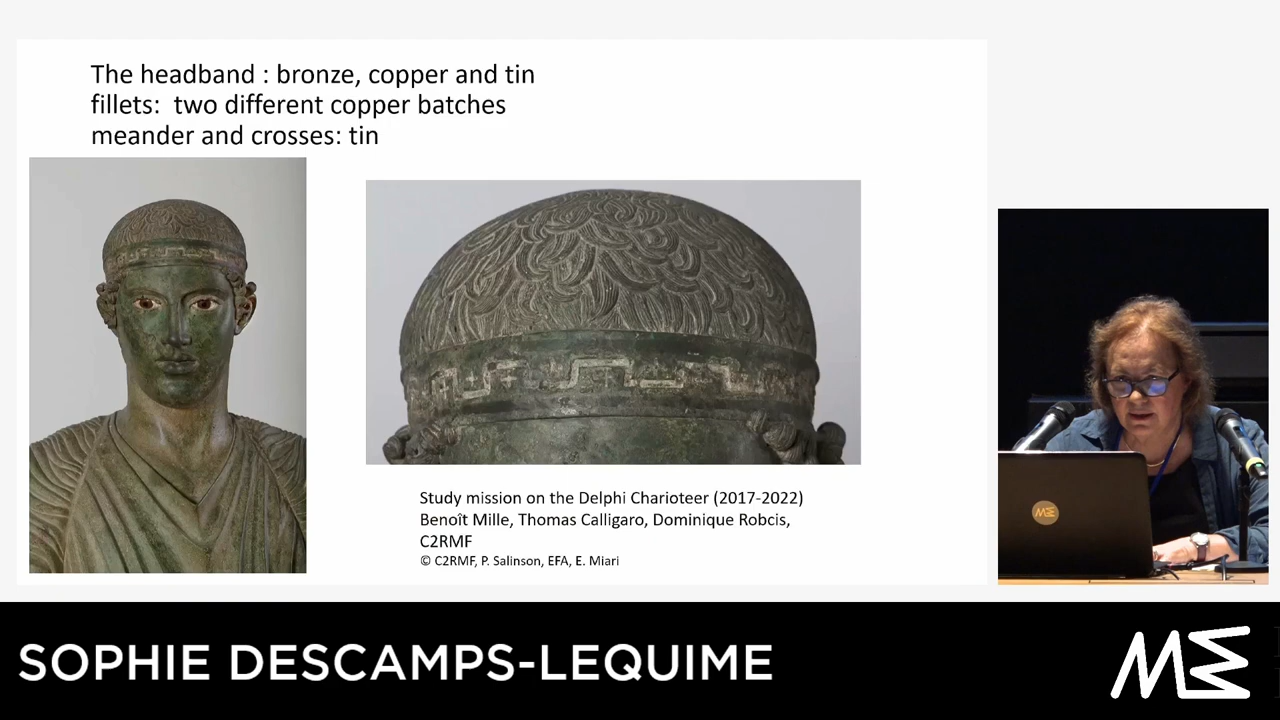 The headband : bronze, copper and tin
fillets: two different copper batches
meander and crosses: tin
Study mission on the Delphi Charioteer (2017-2022)
Benoît Mille, Thomas Calligaro, Dominique Robcis,
C2RMF
© C2RMF, P. Salinson, EFA, E. Miari
SOPHIE DESCAMPS-LEQUIME